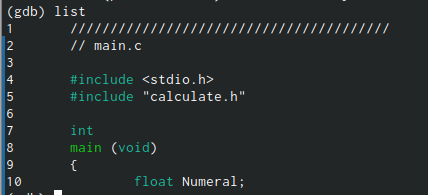 (gdb) list
1 ////////////////////////////////////////
2 // main.c
3
4 #include <stdio.h>
5 #include "calculate.h"
6
7 int
8 main (void)
9 {
10 float Numeral;